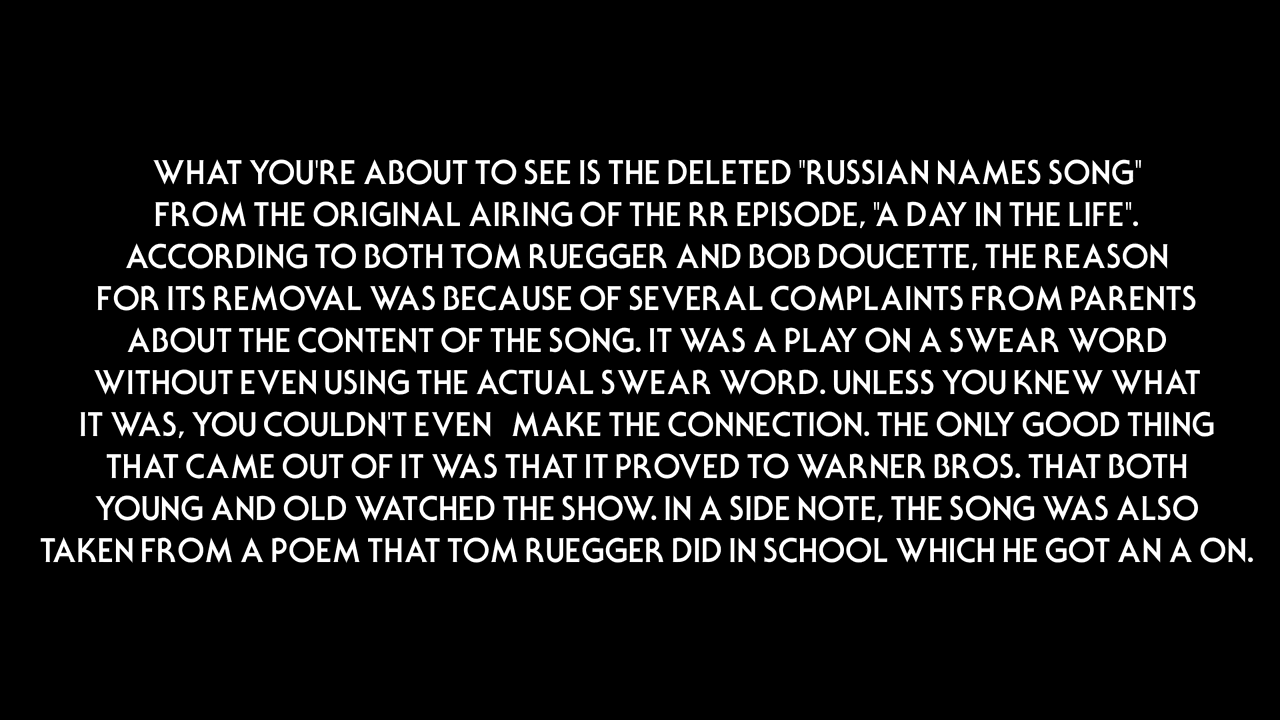 WHAT YOU'RE ABOUT TO SEE IS THE DELETED "RUSSIAN NAMES SONG"
FROM THE ORIGINAL AIRING OF THE RR EPISODE, "A DAY IN THE LIFE".
ACCORDING TO BOTH TOM RUEGGER AND BOB DOUCETTE, THE REASON
FOR ITS REMOVAL WAS BECAUSE OF SEVERAL COMPLAINTS FROM PARENTS
ABOUT THE CONTENT OF THE SONG. IT WAS A PLAY ON A SWEAR WORD
WITHOUT EVEN USING THE ACTUAL SWEAR WORD. UNLESS YOU KNEW WHAT
IT WAS, YOU COULDN'T EVEN MAKE THE CONNECTION. THE ONLY GOOD THING
THAT CAME OUT OF IT WAS THAT IT PROVED TO WARNER BROS. THAT BOTH
YOUNG AND OLD WATCHED THE SHOW. IN A SIDE NOTE, THE SONG WAS ALSO
TAKEN FROM A POEM THAT TOM RUEGGER DID IN SCHOOL WHICH HE GOT AN A ON.